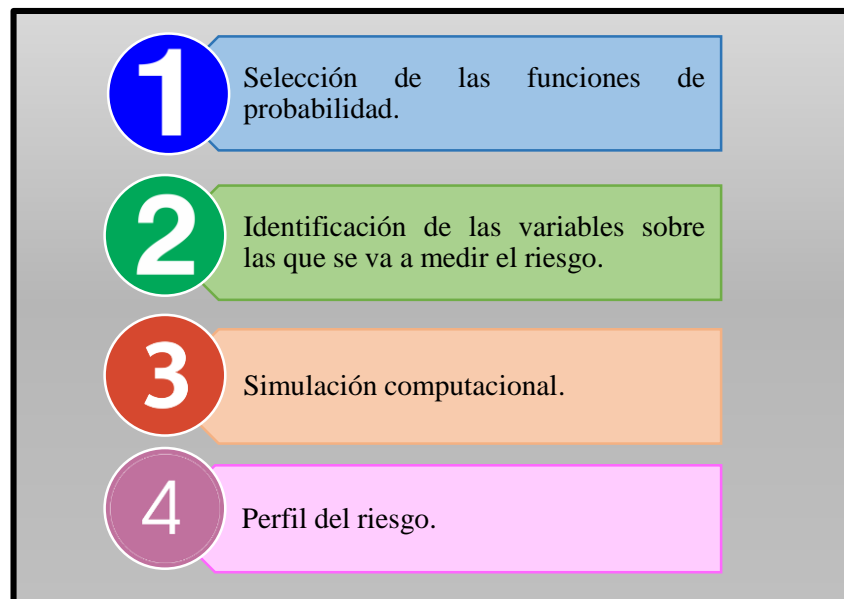 1
Selección de las funciones de
probabilidad.
2
Identificación de las variables sobre
las que se va a medir el riesgo.
3
Simulación computacional.
4
Perfil del riesgo.